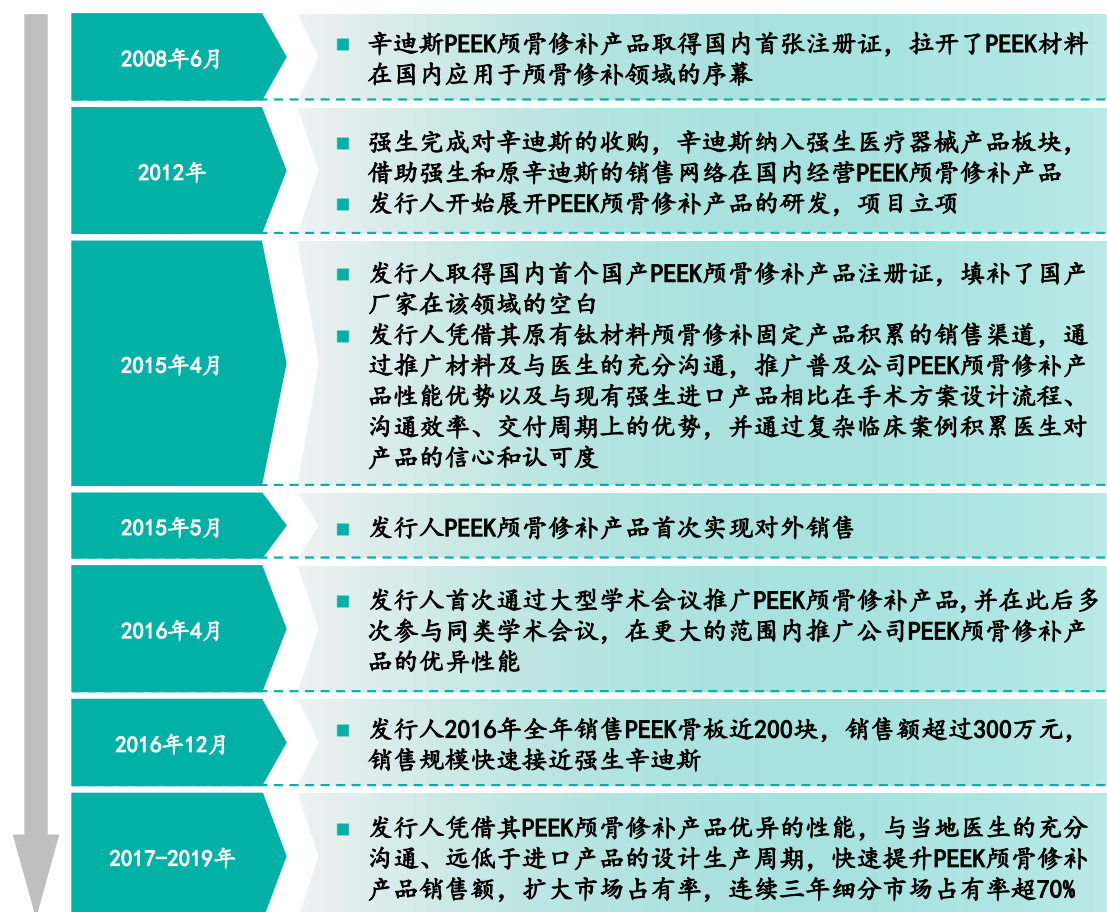 2008年6月
■ 辛迪斯PEEK颅骨修补产品取得国内首张注册证，拉开了PEEK材料
在国内应用于颅骨修补领域的序幕
2012年
■ 强生完成对辛迪斯的收购，辛迪斯纳入强生医疗器械产品板块，
借助强生和原辛迪斯的销售网络在国内经营PEEK颅骨修补产品
■ 发行人开始展开PEEK颅骨修补产品的研发，项目立项
2015年4月
■ 发行人取得国内首个国产PEEK颅骨修补产品注册证，填补了国产
厂家在该领域的空白
■ 发行人凭借其原有钛材料颅骨修补固定产品积累的销售渠道，通
过推广材料及与医生的充分沟通，推广普及公司PEEK颅骨修补产
品性能优势以及与现有强生进口产品相比在手术方案设计流程、
沟通效率、交付周期上的优势，并通过复杂临床案例积累医生对
产品的信心和认可度
2015年5月
■ 发行人PEEK颅骨修补产品首次实现对外销售
2016年4月
■ 发行人首次通过大型学术会议推广PEEK颅骨修补产品,并在此后多
次参与同类学术会议，在更大的范围内推广公司PEEK颅骨修补产
品的优异性能
2016年12月
■ 发行人2016年全年销售PEEK骨板近200块，销售额超过300万元，
销售规模快速接近强生辛迪斯
2017-2019年
■ 发行人凭借其PEEK颅骨修补产品优异的性能，与当地医生的充分
沟通、远低于进口产品的设计生产周期，快速提升PEEK颅骨修补
产品销售额，扩大市场占有率，连续三年细分市场占有率超70%